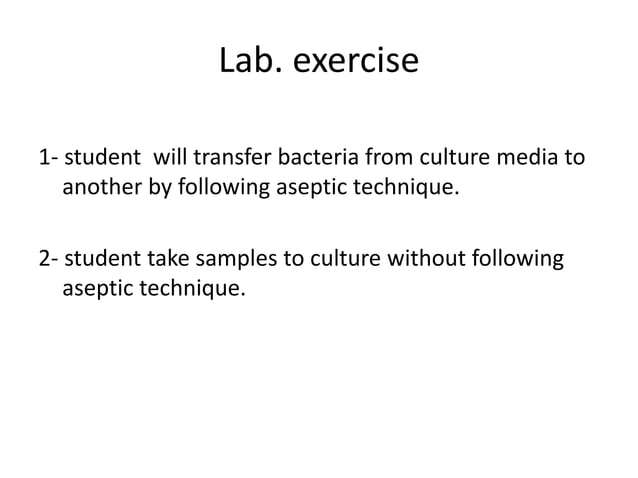 Lab. exercise
1- student  will transfer bacteria from culture media to
another by following aseptic technique.
2- student take samples to culture without following
aseptic technique.